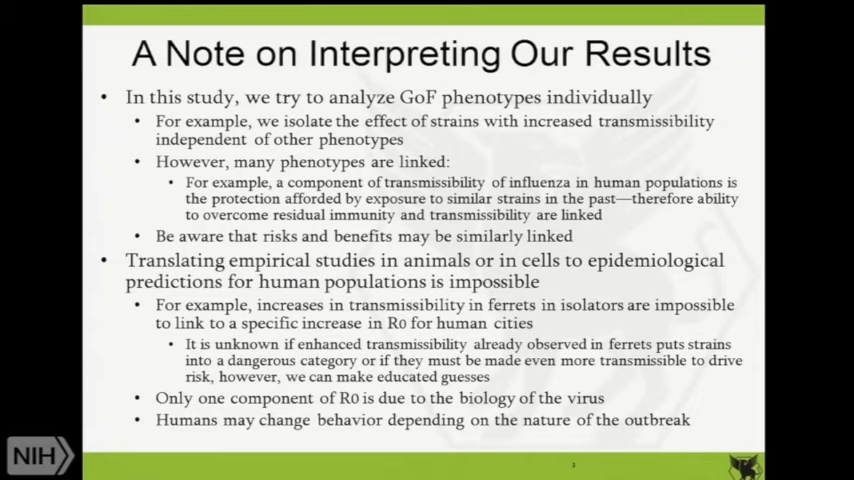 A Note on Interpreting Our Results
• In this study, we try to analyze GoF phenotypes individually
• For example, we isolate the effect of strains with increased transmissibility
independent of other phenotypes
• However, many phenotypes are linked:
• For example, a component of transmissibility of influenza in human populations is
the protection afforded by exposure to similar strains in the past—therefore ability
to overcome residual immunity and transmissibility are linked
• Be aware that risks and benefits may be similarly linked
• Translating empirical studies in animals or in cells to epidemiological
predictions for human populations is impossible
• For example, increases in transmissibility in ferrets in isolators are impossible
to link to a specific increase in R0 for human cities
• It is unknown if enhanced transmissibility already observed in ferrets puts strains
into a dangerous category or if they must be made even more transmissible to drive
risk, however, we can make educated guesses
• Only one component of R0 is due to the biology of the virus
• Humans may change behavior depending on the nature of the outbreak
NIH